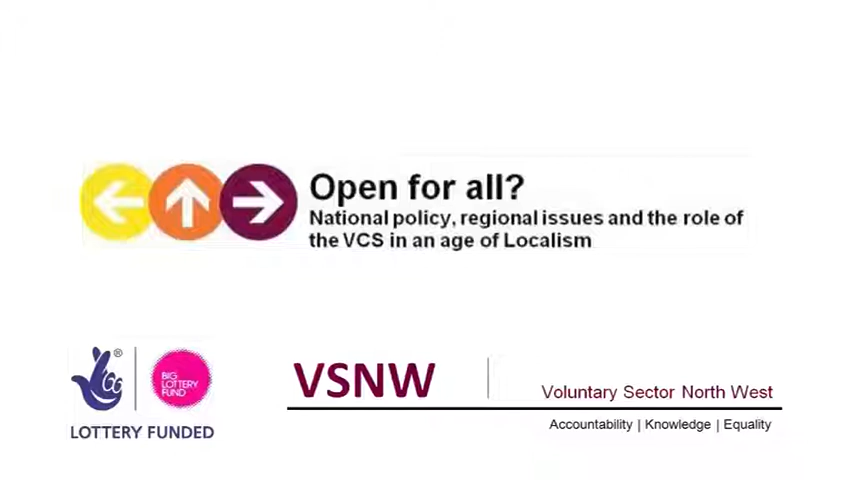 Open for all?
National policy, regional issues and the role of
the VCS in an age of Localism
®
BIG
LOTTERY
FUND
LOTTERY FUNDED
VSNW
Voluntary Sector North West
Accountability | Knowledge | Equality